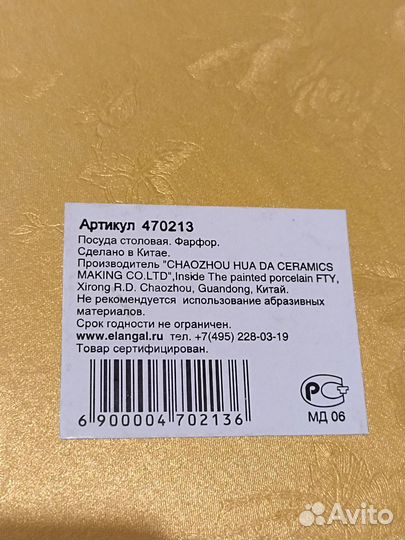 Артикул 470213
Посуда столовая. Фарфор.
Сделано в Китае.
Производитель "CHAOZHOU HUA DA CERAMICS
MAKING CO.LTD",Inside The painted porcelain FTY,
Xirong R.D. Chaozhou, Guandong, Китай.
Не рекомендуется использование абразивных
материалов.
Срок годности не ограничен.
www.elangal.ru тел. +7(495) 228-03-19
Товар сертифицирован.
6 900004 702136
РСТ
МД 06
Avito